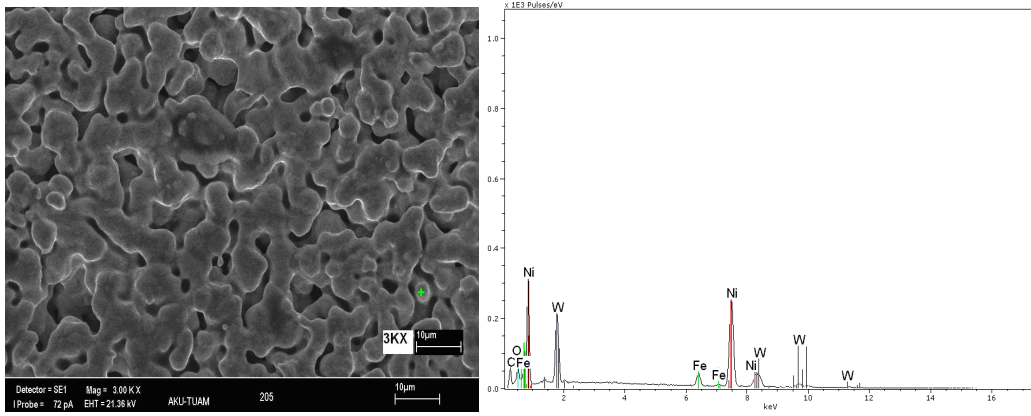 3KX
10µm
Detector = SE1 Mag = 3.00 K X
I Probe = 72 pA EHT = 21.36 kV
AKU-TUAM
205
10µm
x 1E3 Pulses/eV
1.0
0.8
0.6
0.4
0.2
0.0
Ni
W
O
C
Fe
Fe
Fe
Ni
Ni
W
W
W
2 4 6 8 10 12 14 16
keV